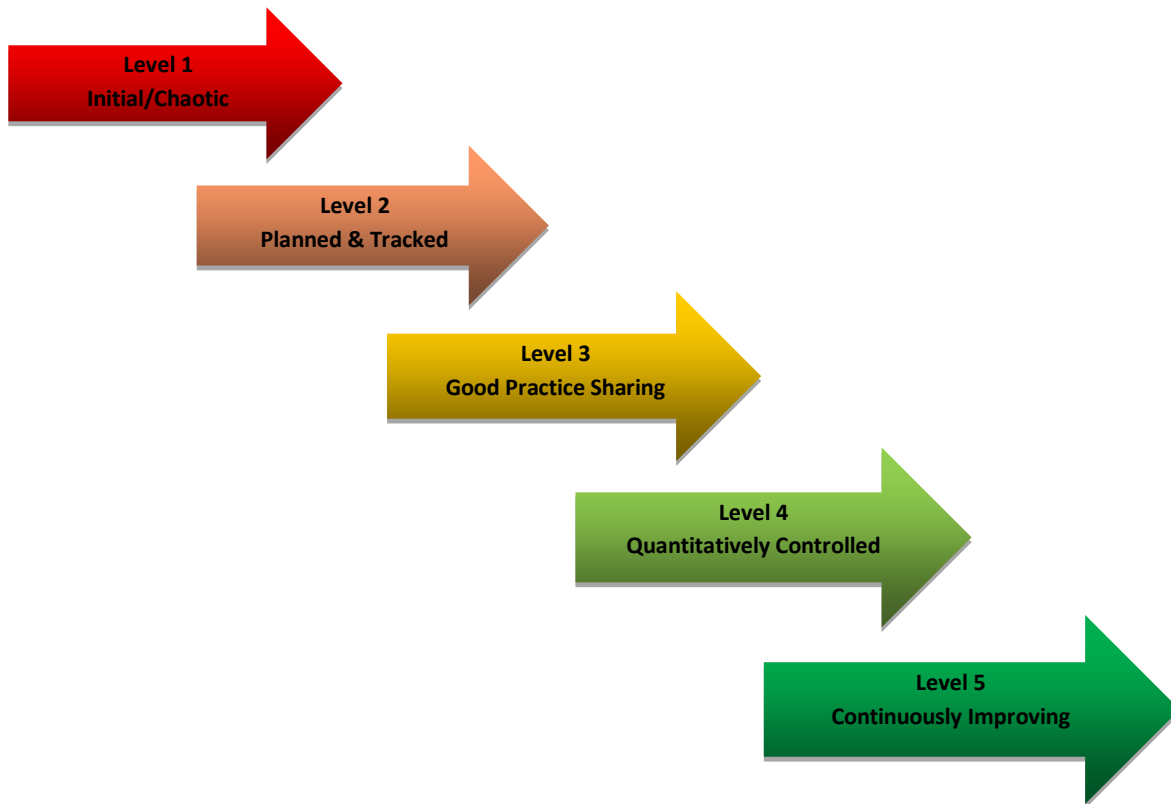 Level 1
Initial/Chaotic
Level 2
Planned & Tracked
Level 3
Good Practice Sharing
Level 4
Quantitatively Controlled
Level 5
Continuously Improving